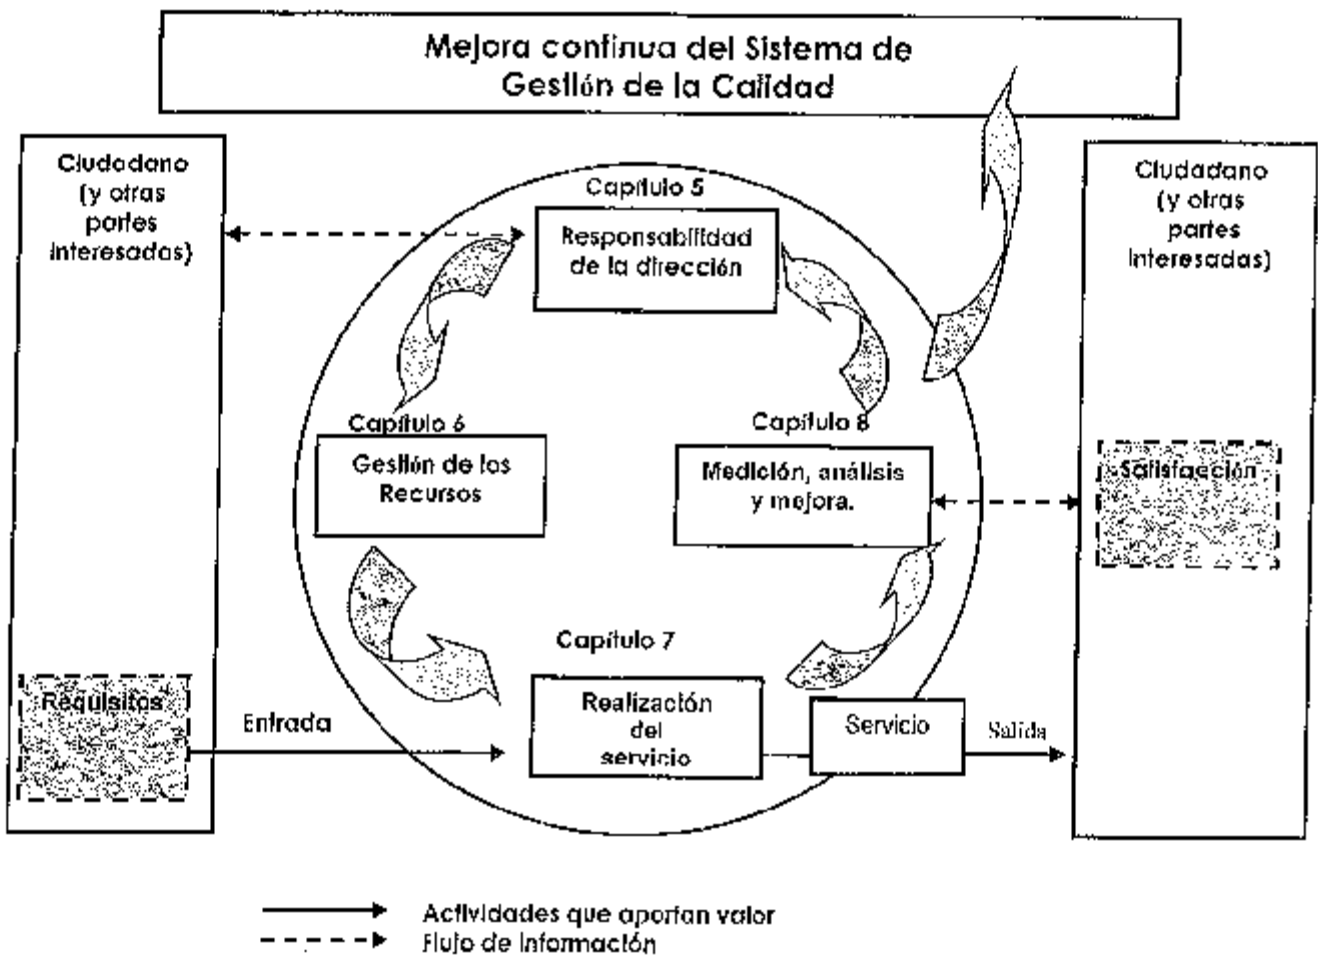 Mejora continua del Sistema de
Gestión de la Calidad
Ciudadano
(y otras
partes
interesadas)
Ciudadano
(y otras
partes
interesadas)
Capítulo 5
Responsabilidad
de la dirección
Capítulo 6
Gestión de los
Recursos
Capítulo 8
Medición, análisis
y mejora.
Satisfacción
Capítulo 7
Realización
del
servicio
Requisitos
Entrada
Servicio
Salida
Actividades que aportan valor
Flujo de información